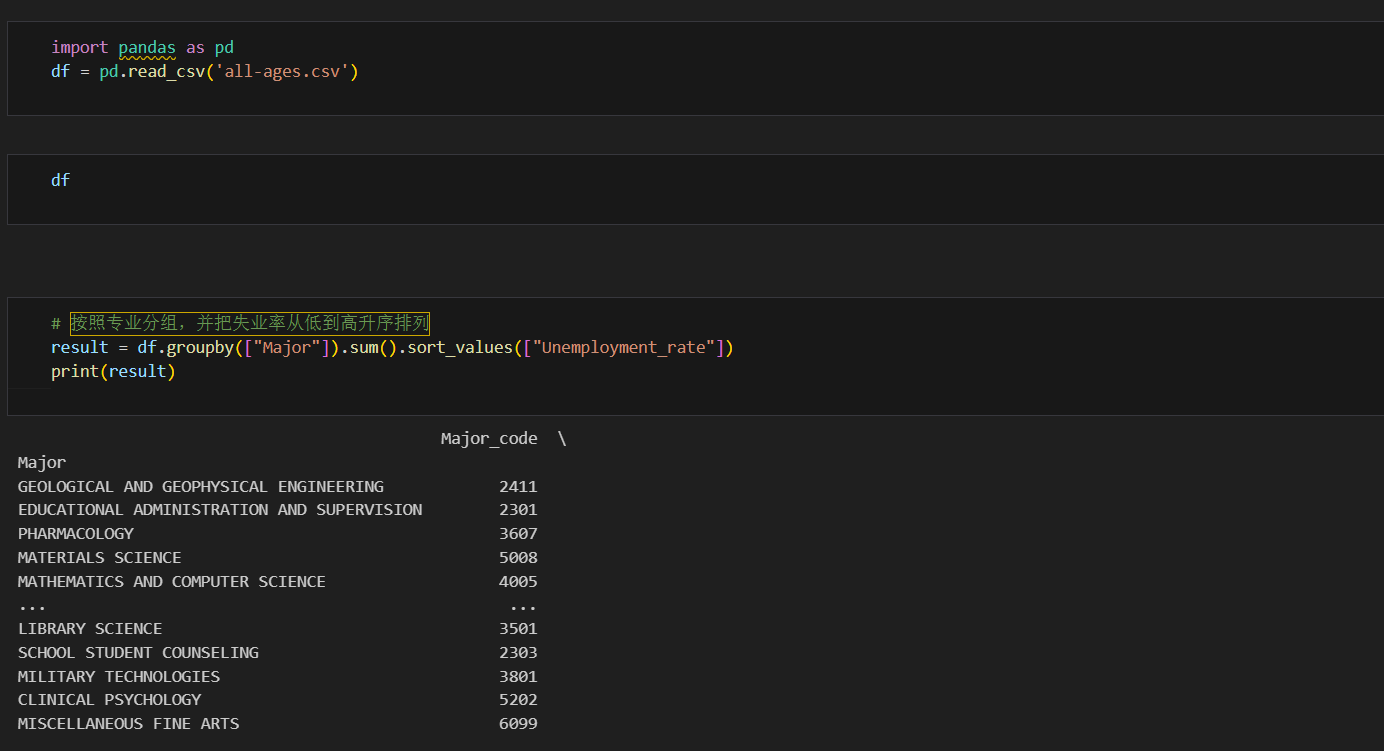 import pandas as pd
df = pd.read_csv('all-ages.csv')
df
# 按照专业分组，并把失业率从低到高升序排列
result = df.groupby(["Major"]).sum().sort_values(["Unemployment_rate"])
print(result)
Major_code \
Major
GEOLOGICAL AND GEOPHYSICAL ENGINEERING 2411
EDUCATIONAL ADMINISTRATION AND SUPERVISION 2301
PHARMACOLOGY 3607
MATERIALS SCIENCE 5008
MATHEMATICS AND COMPUTER SCIENCE 4005
... ...
LIBRARY SCIENCE 3501
SCHOOL STUDENT COUNSELING 2303
MILITARY TECHNOLOGIES 3801
CLINICAL PSYCHOLOGY 5202
MISCELLANEOUS FINE ARTS 6099